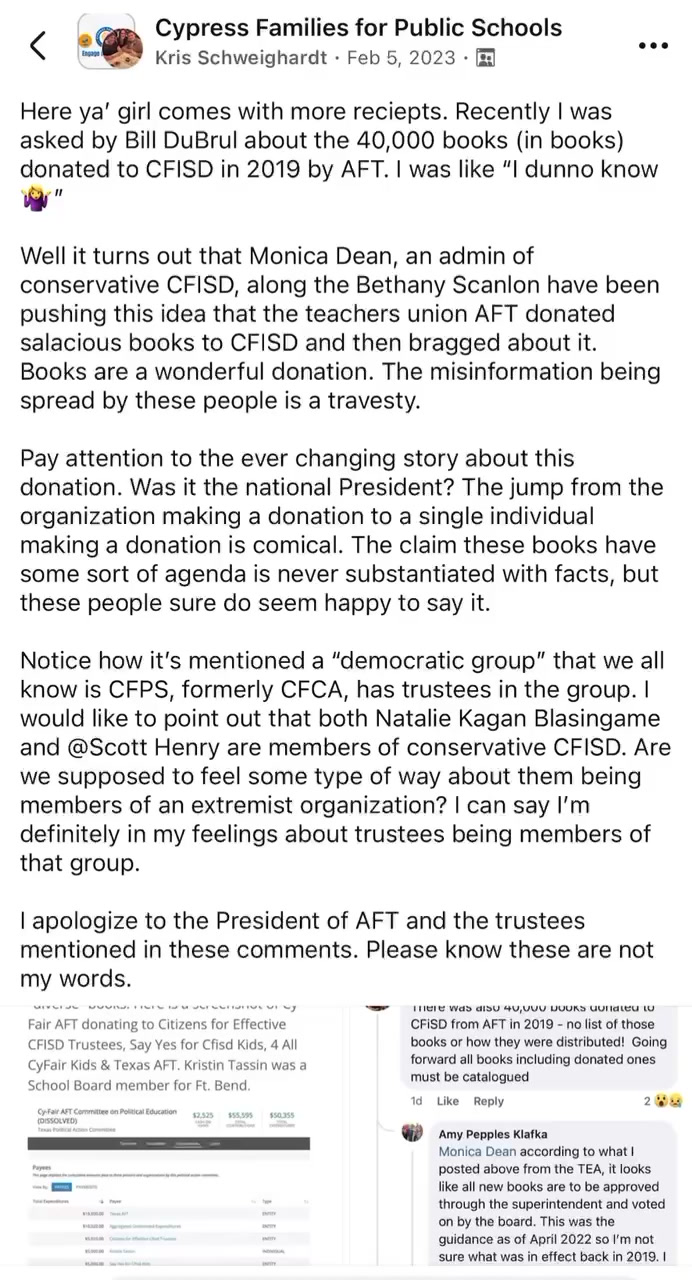 Cypress Families for Public Schools
Engage
Kris Schweighardt · Feb 5, 2023 ·
Here ya’ girl comes with more reciepts. Recently I was
asked by Bill DuBrul about the 40,000 books (in books)
donated to CFISD in 2019 by AFT. I was like “I dunno know
🤷‍♀️”
Well it turns out that Monica Dean, an admin of
conservative CFISD, along the Bethany Scanlon have been
pushing this idea that the teachers union AFT donated
salacious books to CFISD and then bragged about it.
Books are a wonderful donation. The misinformation being
spread by these people is a travesty.
Pay attention to the ever changing story about this
donation. Was it the national President? The jump from the
organization making a donation to a single individual
making a donation is comical. The claim these books have
some sort of agenda is never substantiated with facts, but
these people sure do seem happy to say it.
Notice how it’s mentioned a “democratic group” that we all
know is CFPS, formerly CFCA, has trustees in the group. I
would like to point out that both Natalie Kagan Blasingame
and @Scott Henry are members of conservative CFISD. Are
we supposed to feel some type of way about them being
members of an extremist organization? I can say I’m
definitely in my feelings about trustees being members of
that group.
I apologize to the President of AFT and the trustees
mentioned in these comments. Please know these are not
my words.
Fair AFT donating to Citizens for Effective
CFISD Trustees, Say Yes for Cfisd Kids, 4 All
CyFair Kids & Texas AFT. Kristin Tassin was a
School Board member for Ft. Bend.
Cy-Fair AFT Committee on Political Education
(DISSOLVED)
Texas Political Action Committee
$2,525 $55,595 $50,355
Payees
Total Expenditures Payee Type
Texas AFT ENTITY
ENTITY
ENTITY
INDIVIDUAL
ENTITY
There was also 40,000 books donated to
CFiSD from AFT in 2019 - no list of those
books or how they were distributed! Going
forward all books including donated ones
must be catalogued
1d Like Reply 2 😮😢
Amy Pepples Klafka
Monica Dean according to what I
posted above from the TEA, it looks
like all new books are to be approved
through the superintendent and voted
on by the board. This was the
guidance as of April 2022 so I’m not
sure what was in effect back in 2019. I